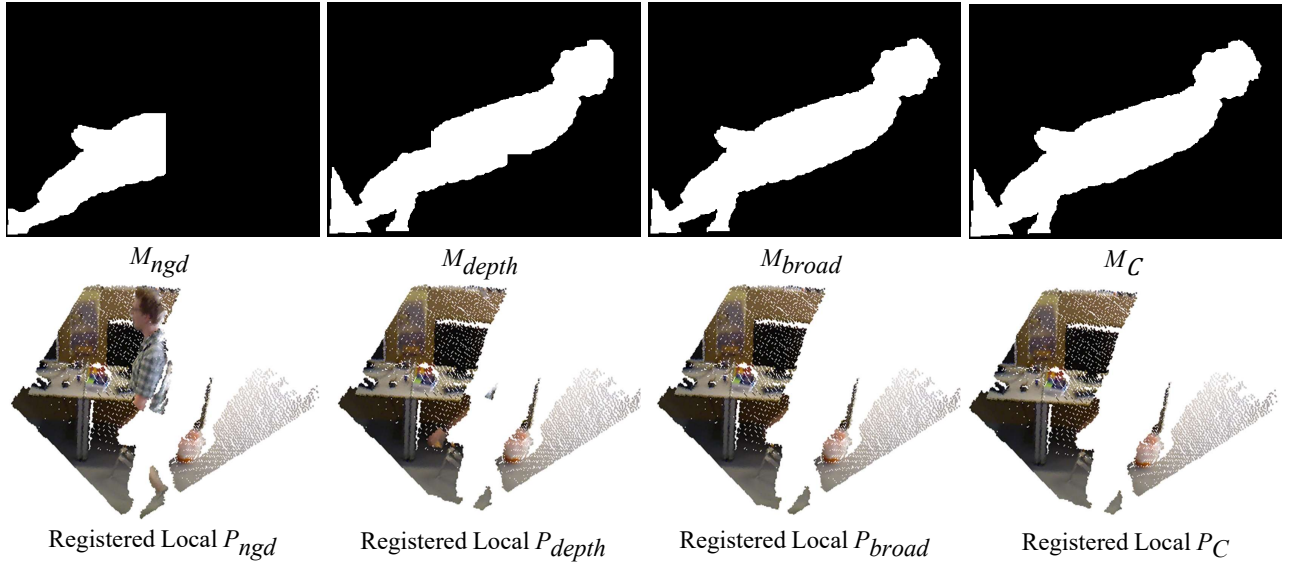 M_ngd M_depth M_broad M_C
Registered Local P_ngd Registered Local P_depth Registered Local P_broad Registered Local P_C